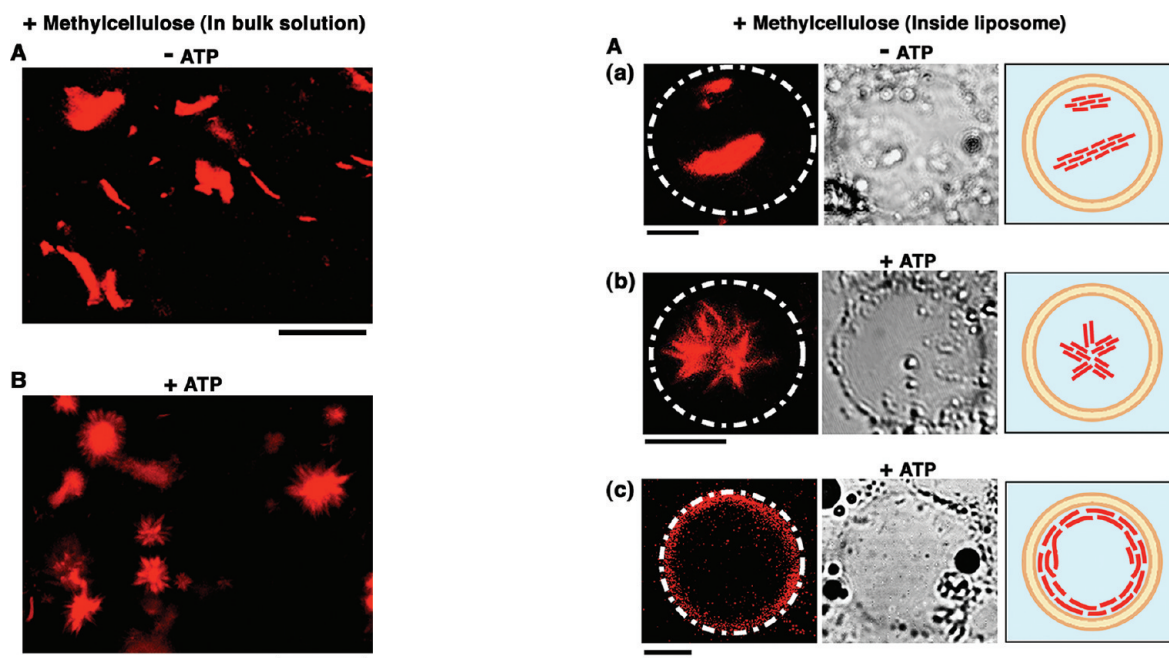 + Methylcellulose (In bulk solution)
A
- ATP
B
+ ATP
+ Methylcellulose (Inside liposome)
A
- ATP
(a)
+ ATP
(b)
+ ATP
(c)